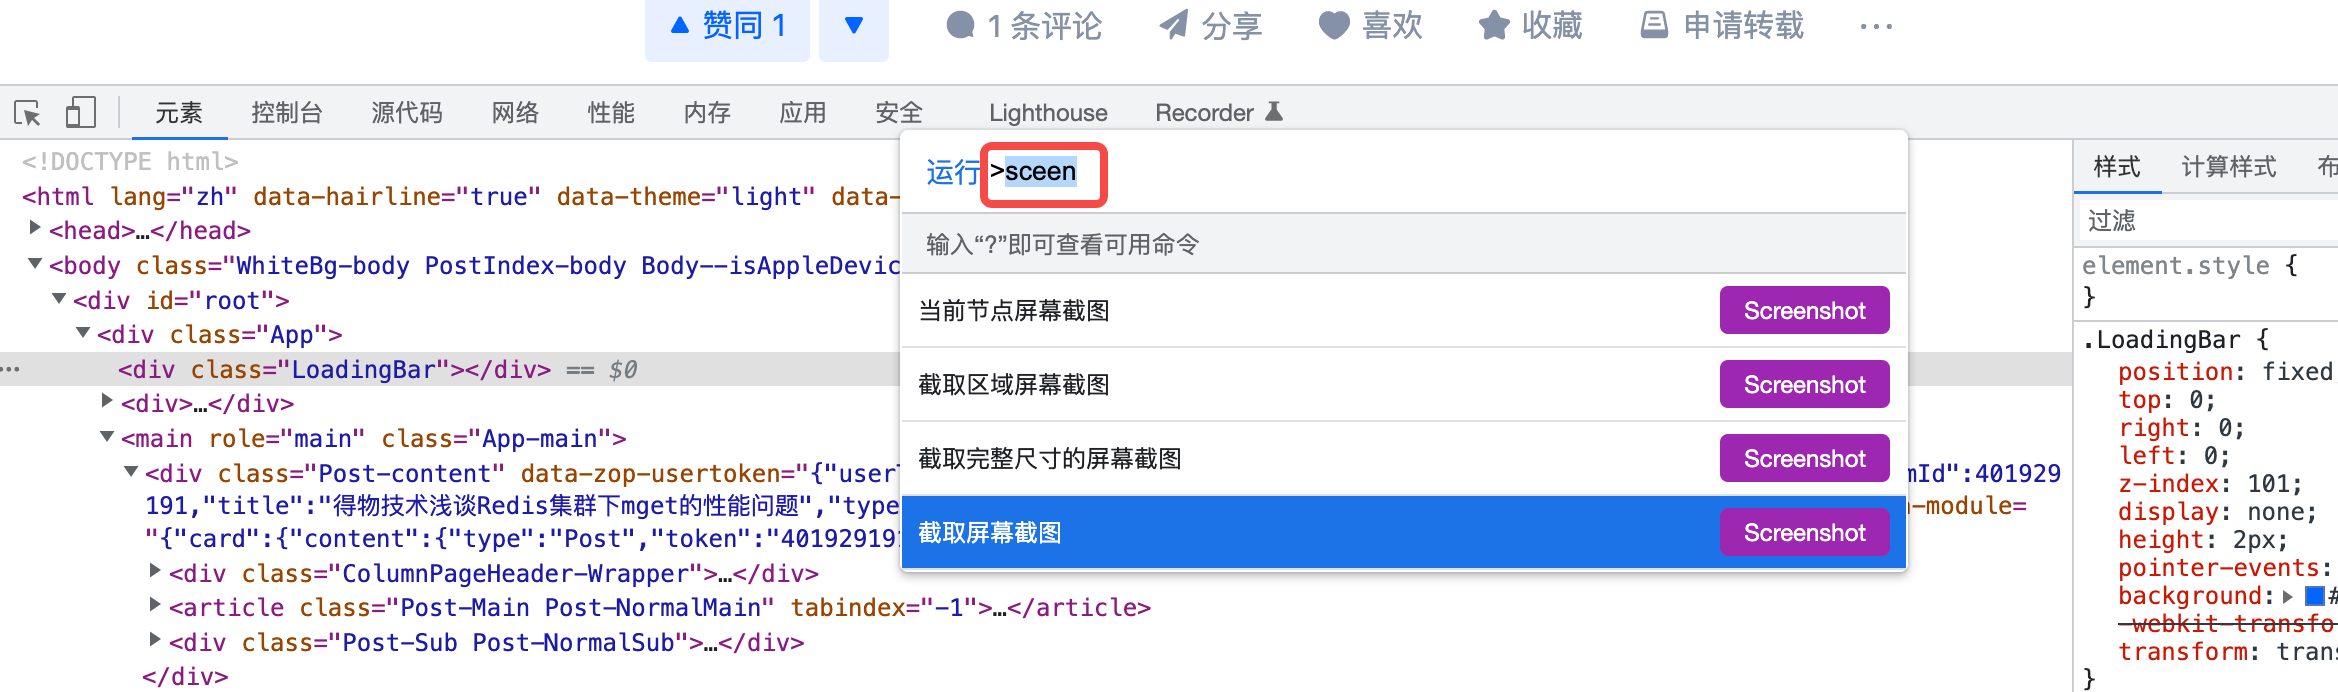 赞同 1
1 条评论
分享
喜欢
收藏
申请转载
元素
控制台
源代码
网络
性能
内存
应用
安全
Lighthouse
Recorder
运行 >sceen
输入“?”即可查看可用命令
当前节点屏幕截图 Screenshot
截取区域屏幕截图 Screenshot
截取完整尺寸的屏幕截图 Screenshot
截取屏幕截图 Screenshot
<!DOCTYPE html>
<html lang="zh" data-hairline="true" data-theme="light" data-
<head>…</head>
<body class="WhiteBg-body PostIndex-body Body--isAppleDevic
<div id="root">
<div class="App">
<div class="LoadingBar"></div> == $0
<div>…</div>
<main role="main" class="App-main">
<div class="Post-content" data-zop-usertoken="{"user mId":401929
191,"title":"得物技术浅谈Redis集群下mget的性能问题","type -module=
"{"card":{"content":{"type":"Post","token":"40192919
<div class="ColumnPageHeader-Wrapper">…</div>
<article class="Post-Main Post-NormalMain" tabindex="-1">…</article>
<div class="Post-Sub Post-NormalSub">…</div>
</div>
样式
计算样式
布
过滤
element.style {
}
.LoadingBar {
position: fixed
top: 0;
right: 0;
left: 0;
z-index: 101;
display: none;
height: 2px;
pointer-events:
background: #
-webkit-transfo
transform: trans
}